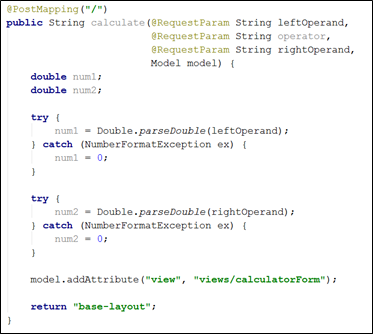 @PostMapping("/")
public String calculate(@RequestParam String leftOperand,
                        @RequestParam String operator,
                        @RequestParam String rightOperand,
                        Model model) {
    double num1;
    double num2;

    try {
        num1 = Double.parseDouble(leftOperand);
    } catch (NumberFormatException ex) {
        num1 = 0;
    }

    try {
        num2 = Double.parseDouble(rightOperand);
    } catch (NumberFormatException ex) {
        num2 = 0;
    }

    model.addAttribute("view", "views/calculatorForm");

    return "base-layout";
}